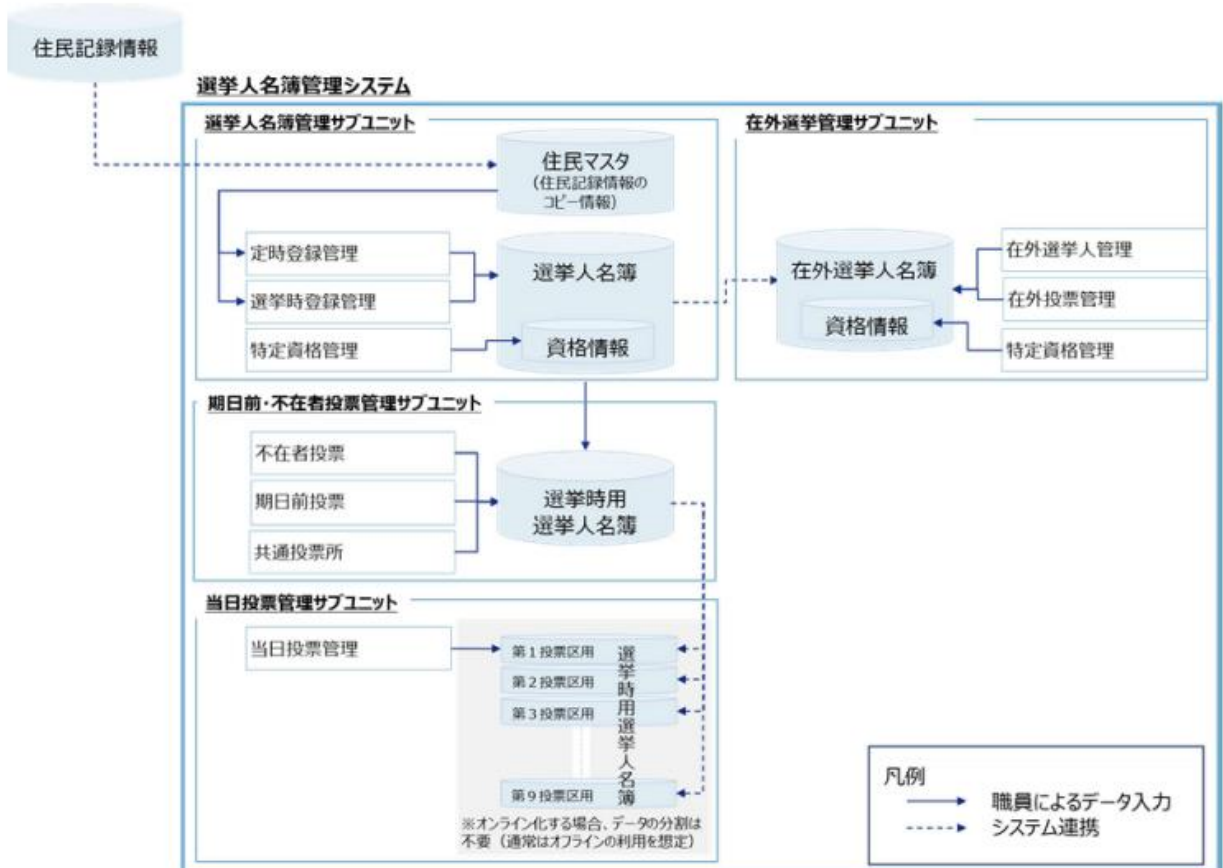 住民記録情報
選挙人名簿管理システム
選挙人名簿管理サブユニット
住民マスタ
（住民記録情報の
コピー情報）
定時登録管理
選挙時登録管理
特定資格管理
選挙人名簿
資格情報
在外選挙管理サブユニット
在外選挙人名簿
資格情報
在外選挙人管理
在外投票管理
特定資格管理
期日前・不在者投票管理サブユニット
不在者投票
期日前投票
共通投票所
選挙時用
選挙人名簿
当日投票管理サブユニット
当日投票管理
第1投票区用
第2投票区用
第3投票区用
第9投票区用
選挙時用選挙人名簿
※オンライン化する場合、データの分割は
不要（通常はオフラインの利用を想定）
凡例
職員によるデータ入力
システム連携